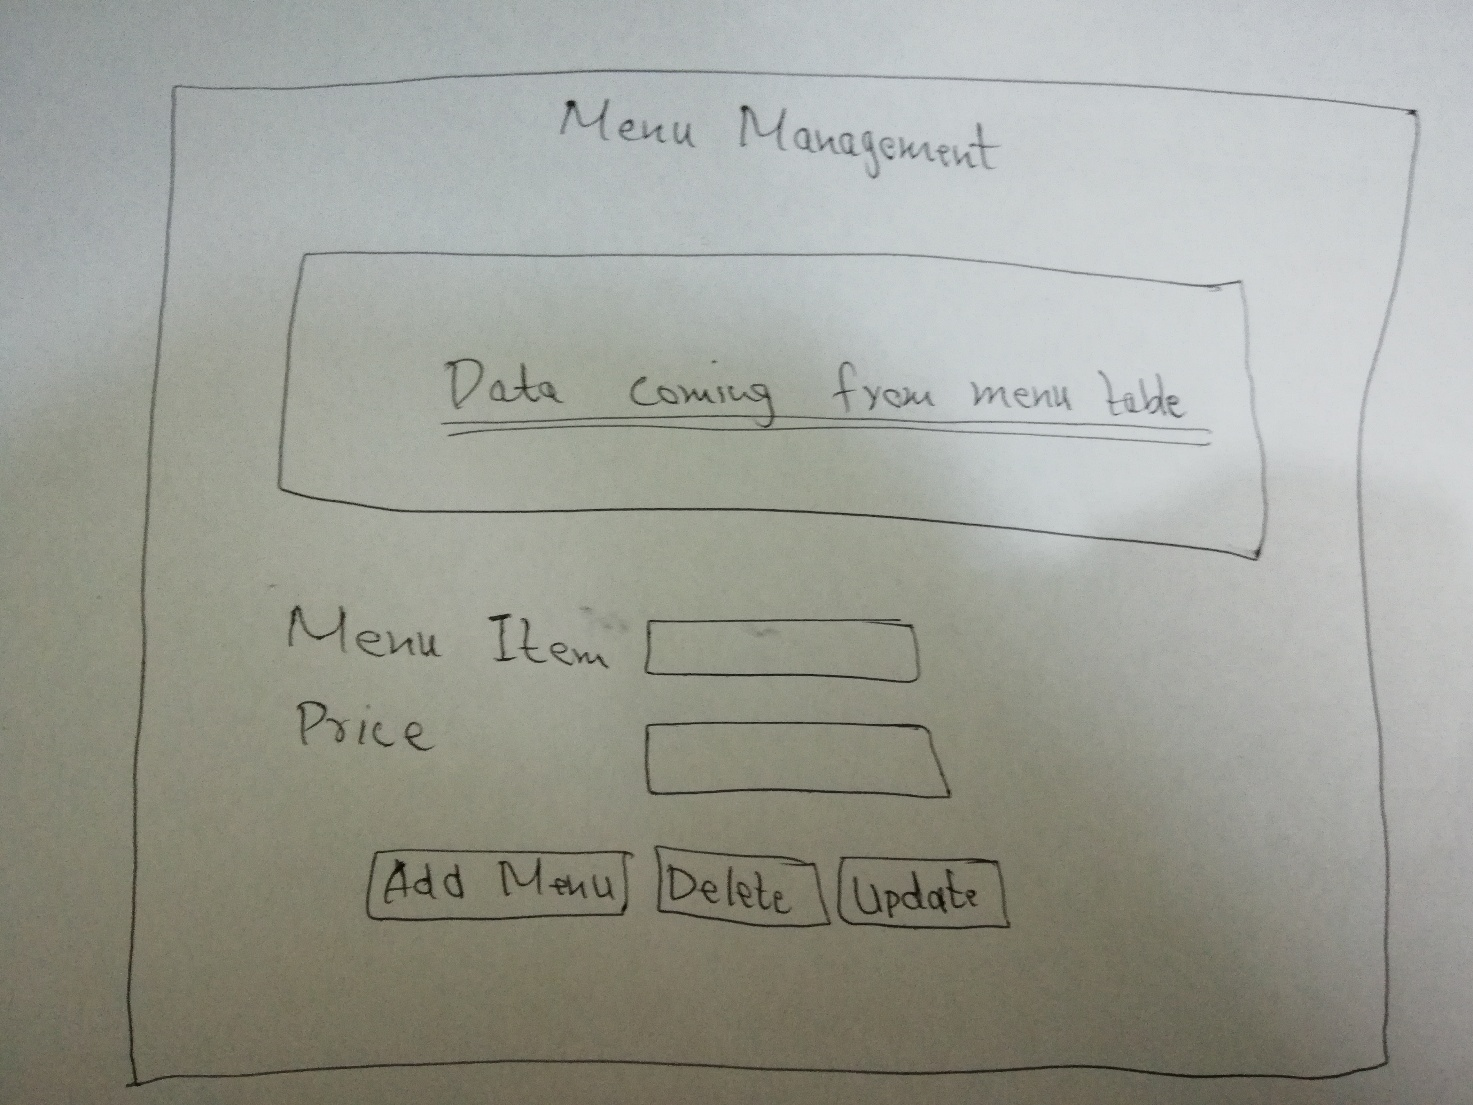 Menu Management
Data coming from menu table
Menu Item
Price
Add Menu Delete Update